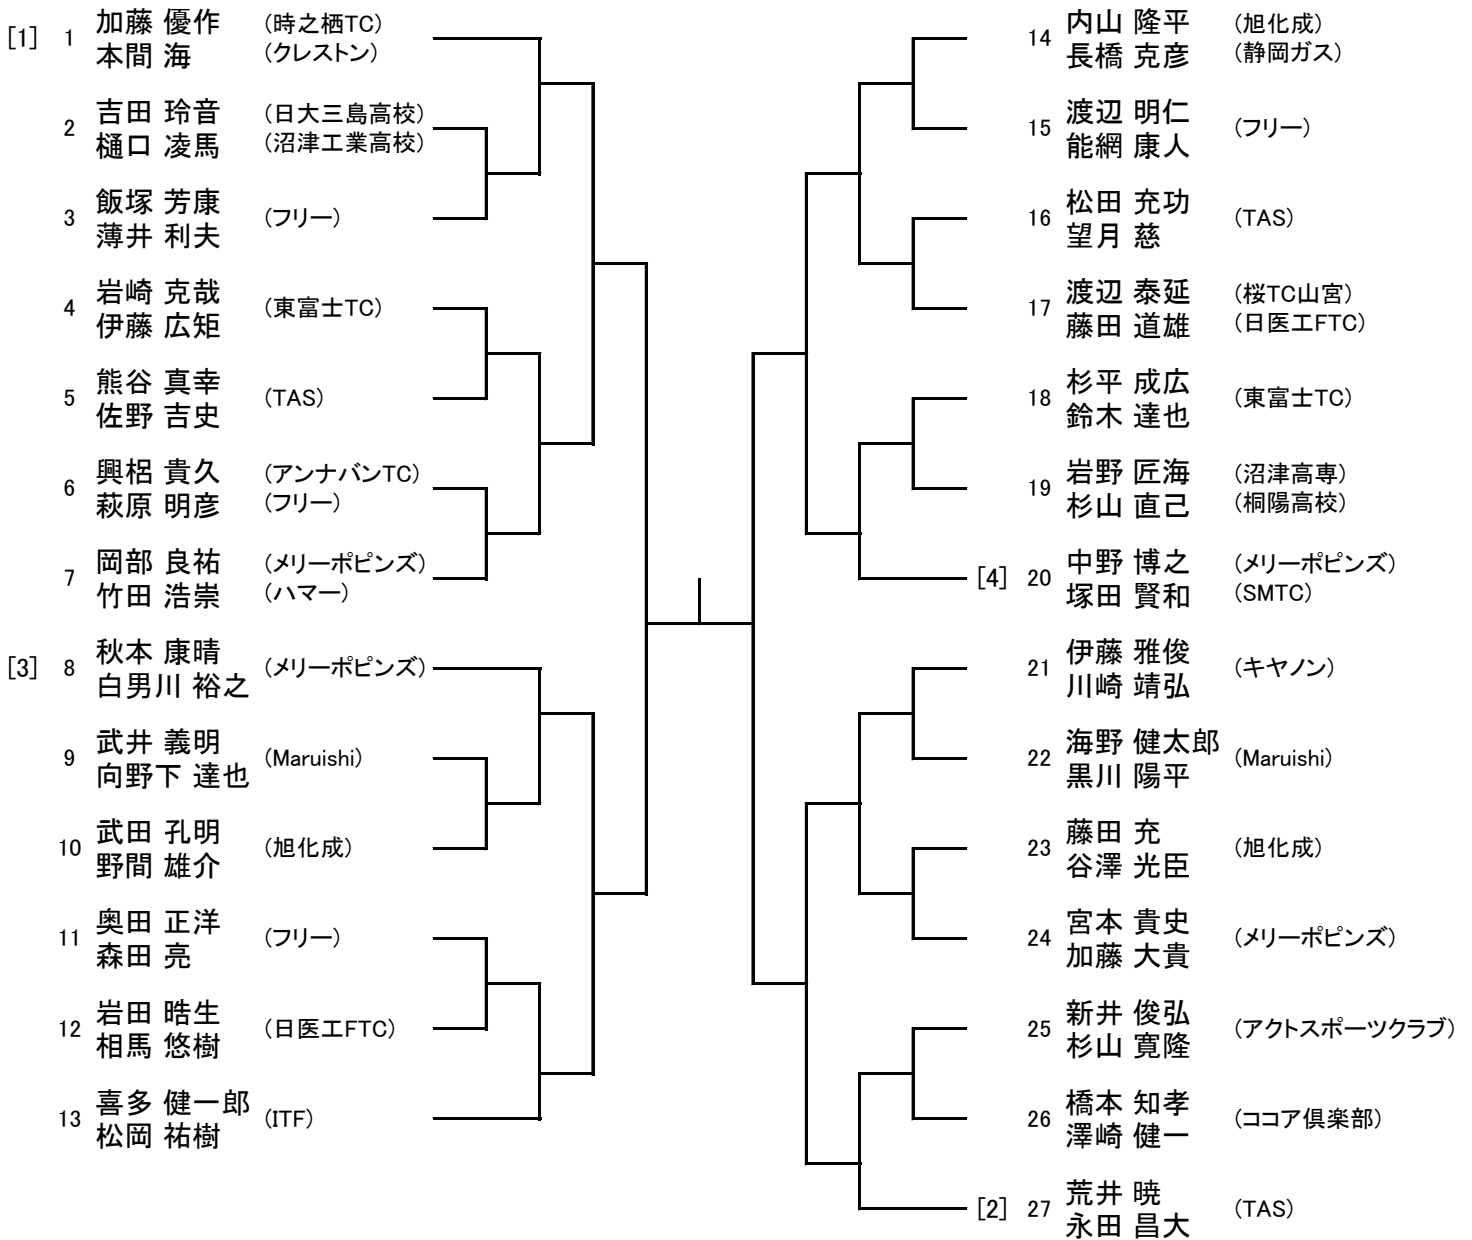 [1] 1 加藤 優作 (時之栖TC)
本間 海 (クレストン)
2 吉田 玲音 (日大三島高校)
樋口 凌馬 (沼津工業高校)
3 飯塚 芳康 (フリー)
薄井 利夫
4 岩崎 克哉 (東富士TC)
伊藤 広矩
5 熊谷 真幸 (TAS)
佐野 吉史
6 興梠 貴久 (アンナバンTC)
萩原 明彦 (フリー)
7 岡部 良祐 (メリーポピンズ)
竹田 浩崇 (ハマー)
[3] 8 秋本 康晴 (メリーポピンズ)
白男川 裕之
9 武井 義明 (Maruishi)
向野下 達也
10 武田 孔明 (旭化成)
野間 雄介
11 奥田 正洋 (フリー)
森田 亮
12 岩田 晧生 (日医工FTC)
相馬 悠樹
13 喜多 健一郎 (ITF)
松岡 祐樹
14 内山 隆平 (旭化成)
長橋 克彦 (静岡ガス)
15 渡辺 明仁 (フリー)
能網 康人
16 松田 充功 (TAS)
望月 慈
17 渡辺 泰延 (桜TC山宮)
藤田 道雄 (日医工FTC)
18 杉平 成広 (東富士TC)
鈴木 達也
19 岩野 匠海 (沼津高専)
杉山 直己 (桐陽高校)
[4] 20 中野 博之 (メリーポピンズ)
塚田 賢和 (SMTC)
21 伊藤 雅俊 (キヤノン)
川崎 靖弘
22 海野 健太郎 (Maruishi)
黒川 陽平
23 藤田 充 (旭化成)
谷澤 光臣
24 宮本 貴史 (メリーポピンズ)
加藤 大貴
25 新井 俊弘 (アクトスポーツクラブ)
杉山 寛隆
26 橋本 知孝 (ココア倶楽部)
澤崎 健一
[2] 27 荒井 暁 (TAS)
永田 昌大